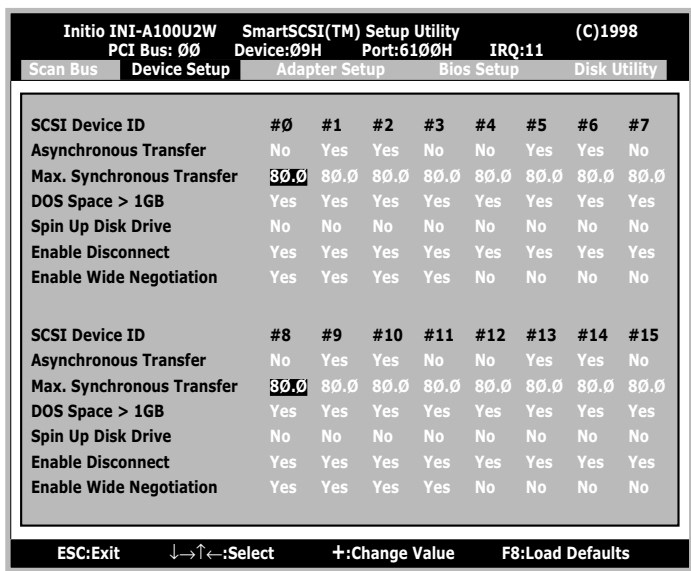 Initio INI-A100U2W SmartSCSI(TM) Setup Utility (C)1998
PCI Bus: ØØ Device:Ø9H Port:61ØØH IRQ:11
Scan Bus Device Setup Adapter Setup Bios Setup Disk Utility
SCSI Device ID #Ø #1 #2 #3 #4 #5 #6 #7
Asynchronous Transfer No Yes Yes No No Yes Yes No
Max. Synchronous Transfer 8Ø.Ø 8Ø.Ø 8Ø.Ø 8Ø.Ø 8Ø.Ø 8Ø.Ø 8Ø.Ø 8Ø.Ø
DOS Space > 1GB Yes Yes Yes Yes Yes Yes Yes Yes
Spin Up Disk Drive No No No No No No No No
Enable Disconnect Yes Yes Yes Yes Yes Yes Yes Yes
Enable Wide Negotiation Yes Yes Yes Yes No No No No
SCSI Device ID #8 #9 #10 #11 #12 #13 #14 #15
Asynchronous Transfer No Yes Yes No No Yes Yes No
Max. Synchronous Transfer 8Ø.Ø 8Ø.Ø 8Ø.Ø 8Ø.Ø 8Ø.Ø 8Ø.Ø 8Ø.Ø 8Ø.Ø
DOS Space > 1GB Yes Yes Yes Yes Yes Yes Yes Yes
Spin Up Disk Drive No No No No No No No No
Enable Disconnect Yes Yes Yes Yes Yes Yes Yes Yes
Enable Wide Negotiation Yes Yes Yes Yes No No No No
ESC:Exit ↓→↑←:Select +:Change Value F8:Load Defaults